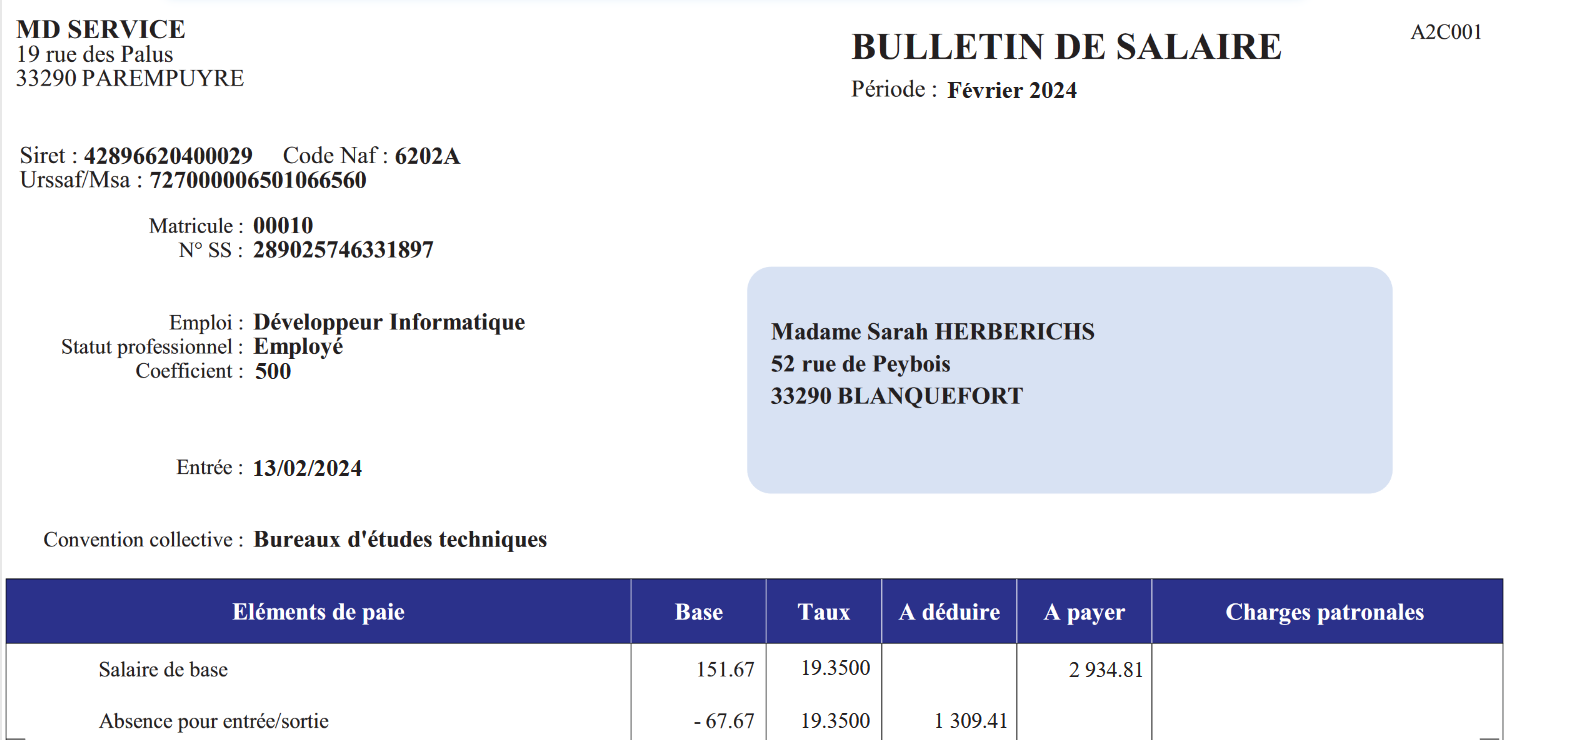 MD SERVICE
19 rue des Palus
33290 PAREMPUYRE
BULLETIN DE SALAIRE
A2C001
Période : Février 2024
Siret : 42896620400029 Code Naf : 6202A
Urssaf/Msa : 727000006501066560
Matricule : 00010
N° SS : 289025746331897
Emploi : Développeur Informatique
Statut professionnel : Employé
Coefficient : 500
Madame Sarah HERBERICHS
52 rue de Peybois
33290 BLANQUEFORT
Entrée : 13/02/2024
Convention collective : Bureaux d'études techniques
Eléments de paie Base Taux A déduire A payer Charges patronales
Salaire de base 151.67 19.3500 2 934.81
Absence pour entrée/sortie - 67.67 19.3500 1 309.41